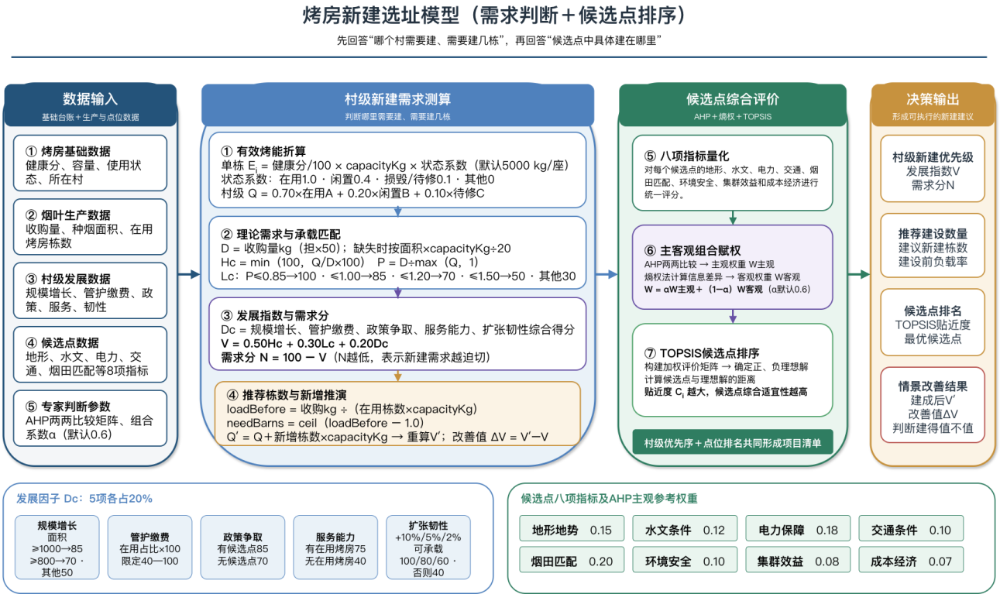 烤房新建选址模型（需求判断＋候选点排序）
先回答“哪个村需要建、需要建几栋”，再回答“候选点中具体建在哪里”
数据输入
基础台账＋生产与点位数据
① 烤房基础数据
健康分、容量、使用状
态、所在村
② 烟叶生产数据
收购量、种烟面积、在用
烤房栋数
③ 村级发展数据
规模增长、管护缴费、政
策、服务、韧性
④ 候选点数据
地形、水文、电力、交
通、烟田匹配等8项指标
⑤ 专家判断参数
AHP两两比较矩阵、组合
系数α（默认0.6）
村级新建需求测算
判断哪里需要建、需要建几栋
① 有效烤能折算
单栋 Ei = 健康分/100 × capacityKg × 状态系数（默认5000 kg/座）
状态系数：在用1.0 · 闲置0.4 · 损毁/待修0.1 · 其他0
村级 Q = 0.70×在用A + 0.20×闲置B + 0.10×待修C
② 理论需求与承载匹配
D = 收购量kg（担×50）；缺失时按面积×capacityKg÷20
Hc = min（100，Q/D×100） P = D÷max（Q，1）
Lc：P≤0.85→100 · ≤1.00→85 · ≤1.20→70 · ≤1.50→50 · 其他30
③ 发展指数与需求分
Dc = 规模增长、管护缴费、政策争取、服务能力、扩张韧性综合得分
V = 0.50Hc + 0.30Lc + 0.20Dc
需求分 N = 100 − V（N越低，表示新建需求越迫切）
④ 推荐栋数与新增推演
loadBefore = 收购kg ÷（在用栋数×capacityKg）
needBarns = ceil（loadBefore − 1.0）
Q′ = Q＋新增栋数×capacityKg → 重算V′；改善值 ΔV = V′−V
候选点综合评价
AHP＋熵权＋TOPSIS
⑤ 八项指标量化
对每个候选点的地形、水文、电力、交通、烟
田匹配、环境安全、集群效益和成本经济进行
统一评分。
⑥ 主客观组合赋权
AHP两两比较 → 主观权重 W主观
熵权法计算信息差异 → 客观权重 W客观
W = αW主观＋（1−α）W客观（α默认0.6）
⑦ TOPSIS候选点排序
构建加权评价矩阵 → 确定正、负理想解
计算候选点与理想解的距离
贴近度 Ci 越大，候选点综合适宜性越高
村级优先序＋点位排名共同形成项目清单
决策输出
形成可执行的新建建议
村级新建优先级
发展指数V
需求分N
推荐建设数量
建议新建栋数
建设前负载率
候选点排名
TOPSIS贴近度
最优候选点
情景改善结果
建成后V′
改善值ΔV
判断建得值不值
发展因子 Dc：5项各占20%
规模增长
面积
≥1000→85
≥800→70 ·
其他50
管护缴费
在用占比×100
限定40—100
政策争取
有候选点85
无候选点70
服务能力
有在用烤房75
无在用烤房40
扩张韧性
+10%/5%/2%
可承载
100/80/60 ·
否则40
候选点八项指标及AHP主观参考权重
地形地势 0.15
水文条件 0.12
电力保障 0.18
交通条件 0.10
烟田匹配 0.20
环境安全 0.10
集群效益 0.08
成本经济 0.07